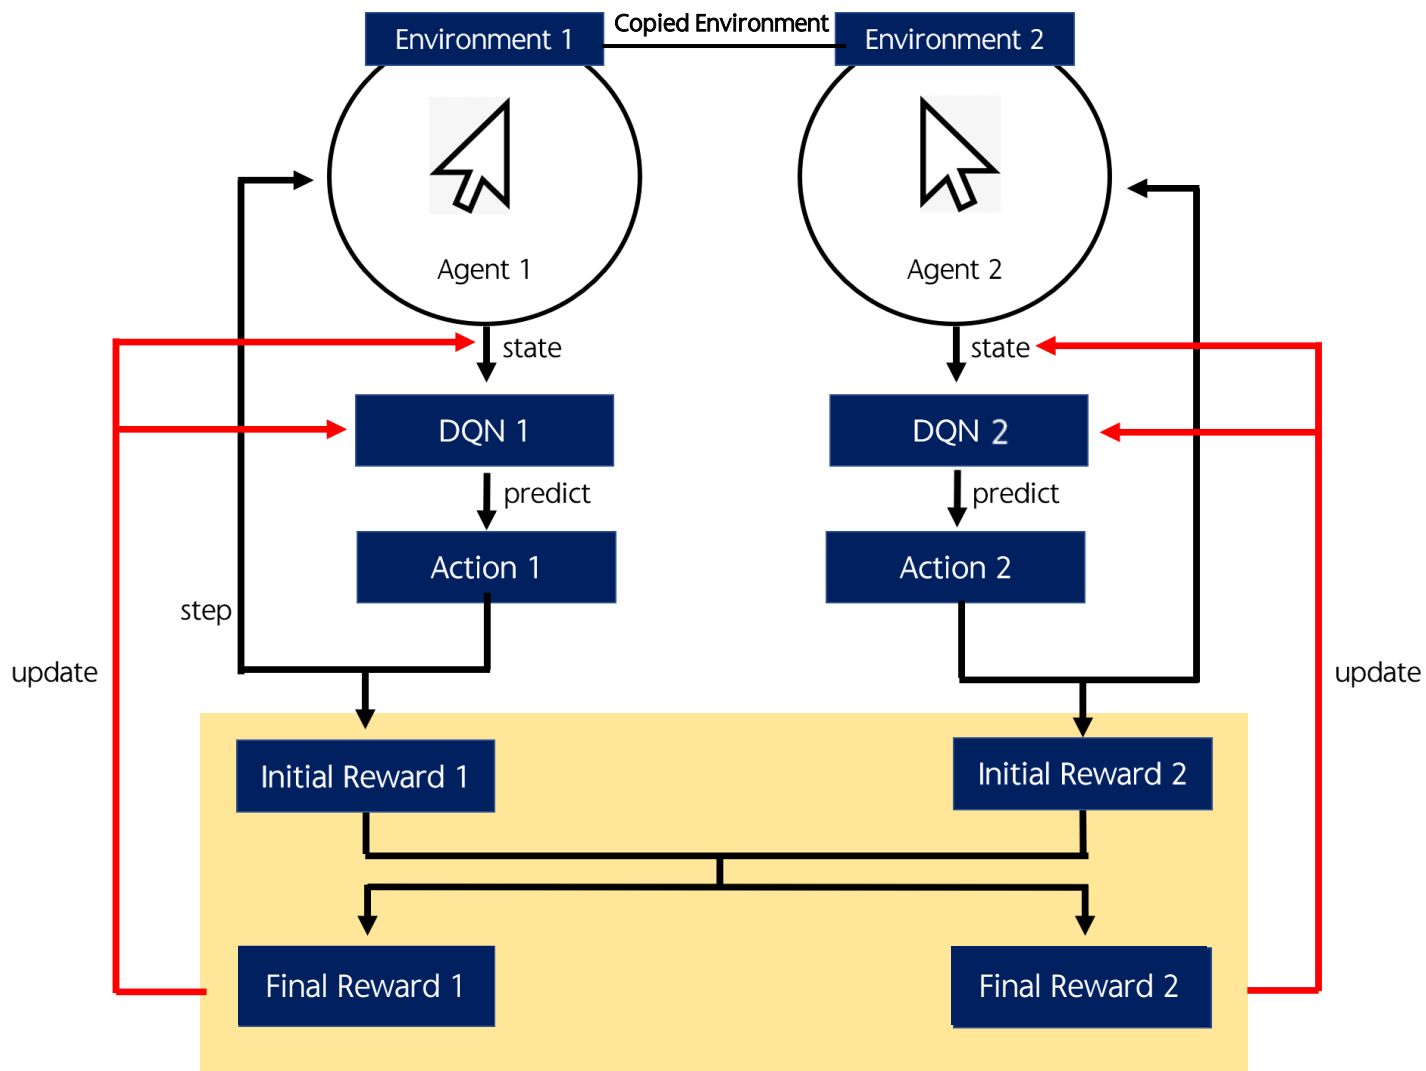 Environment 1
Copied Environment
Environment 2
Agent 1
Agent 2
state
state
DQN 1
DQN 2
predict
predict
Action 1
Action 2
step
update
update
Initial Reward 1
Initial Reward 2
Final Reward 1
Final Reward 2